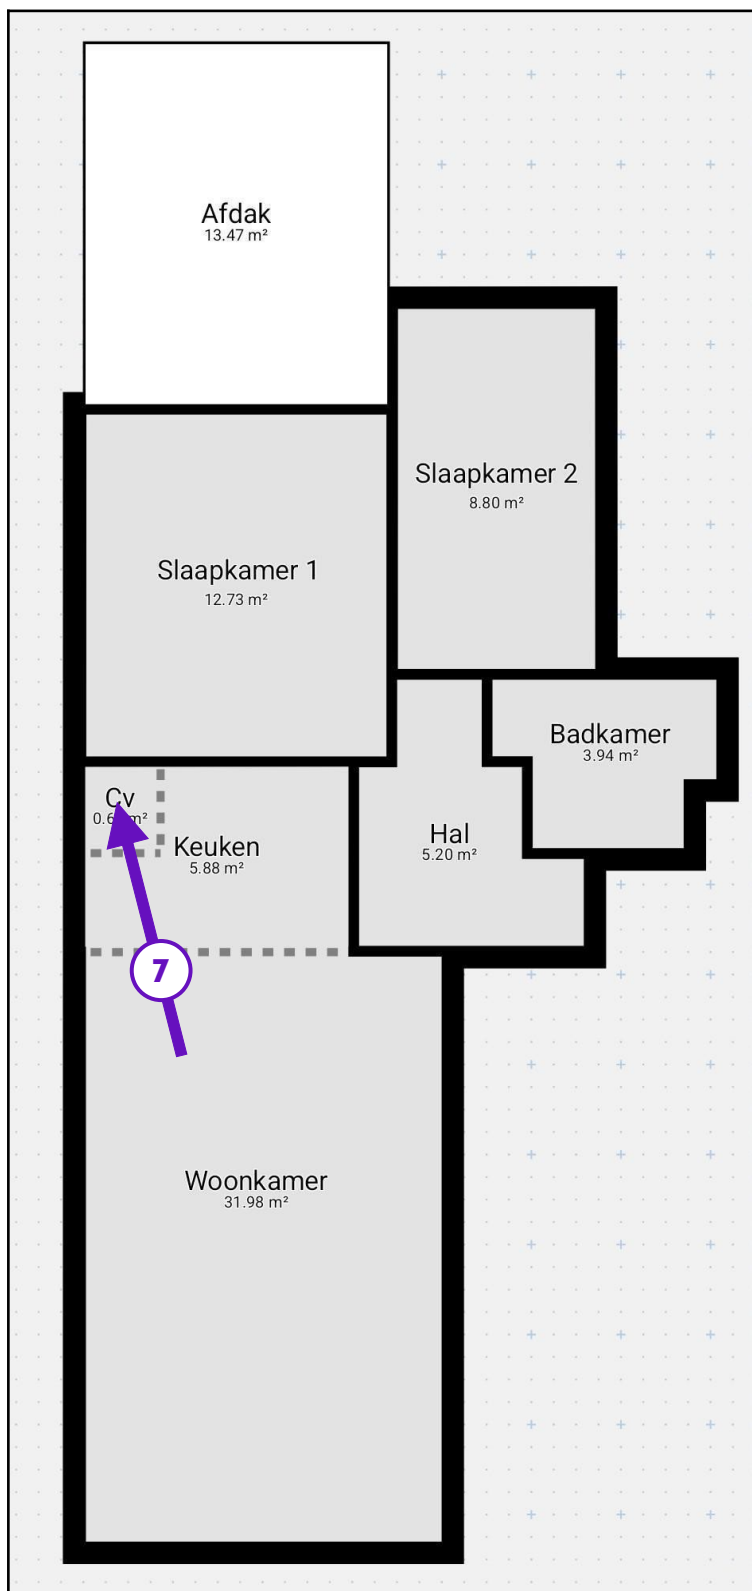 Afdak
13.47 m²
Slaapkamer 2
8.80 m²
Slaapkamer 1
12.73 m²
Badkamer
3.94 m²
Cv
Hal
5.20 m²
Keuken
5.88 m²
7
Woonkamer
31.98 m²